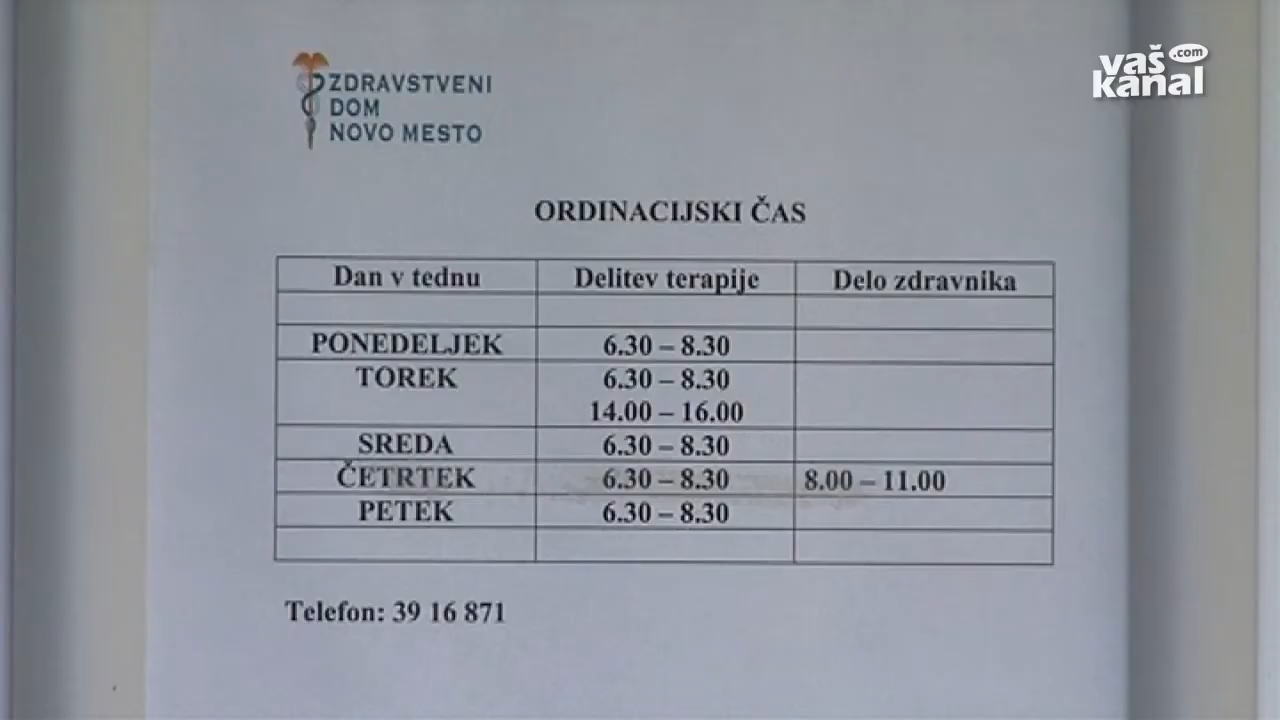 ZDRAVSTVENI
DOM
NOVO MESTO
vaš .com
kanal
ORDINACIJSKI ČAS
Dan v tednu Delitev terapije Delo zdravnika
PONEDELJEK 6.30 – 8.30
TOREK 6.30 – 8.30
14.00 – 16.00
SREDA 6.30 – 8.30
ČETRTEK 6.30 – 8.30 8.00 – 11.00
PETEK 6.30 – 8.30
Telefon: 39 16 871